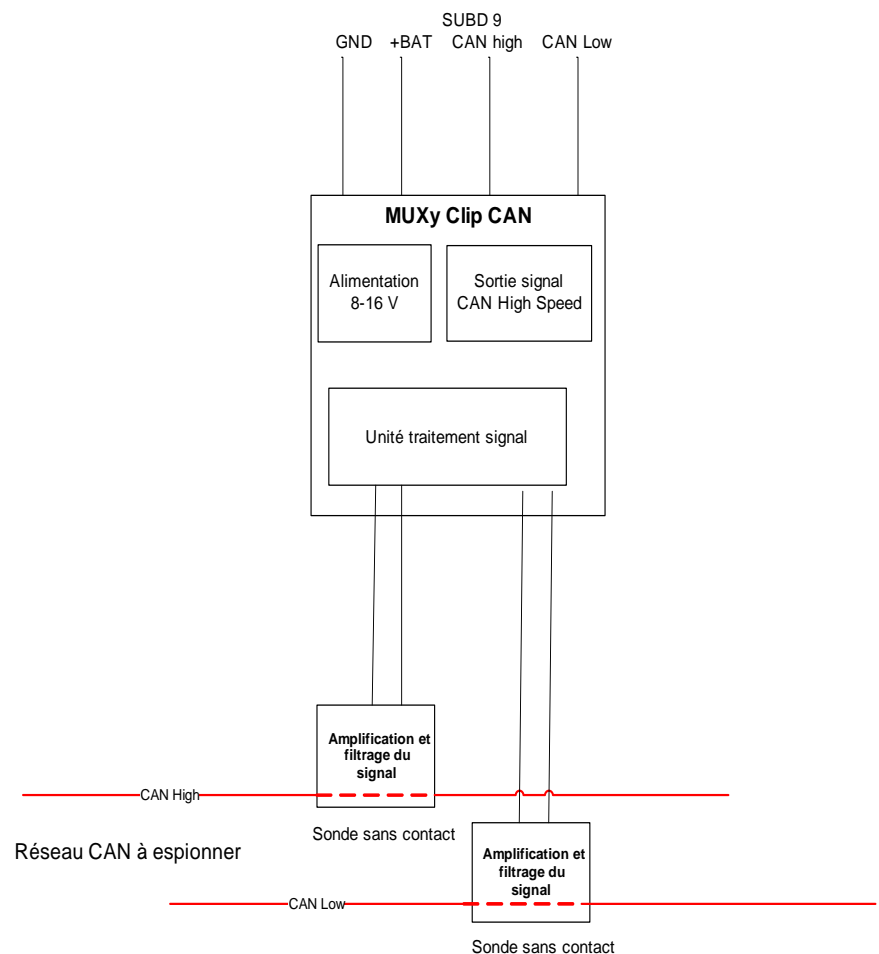 SUBD 9
GND +BAT CAN high CAN Low
MUXy Clip CAN
Alimentation
8-16 V
Sortie signal
CAN High Speed
Unité traitement signal
Amplification et
filtrage du
signal
CAN High
Sonde sans contact
Réseau CAN à espionner
Amplification et
filtrage du
signal
CAN Low
Sonde sans contact